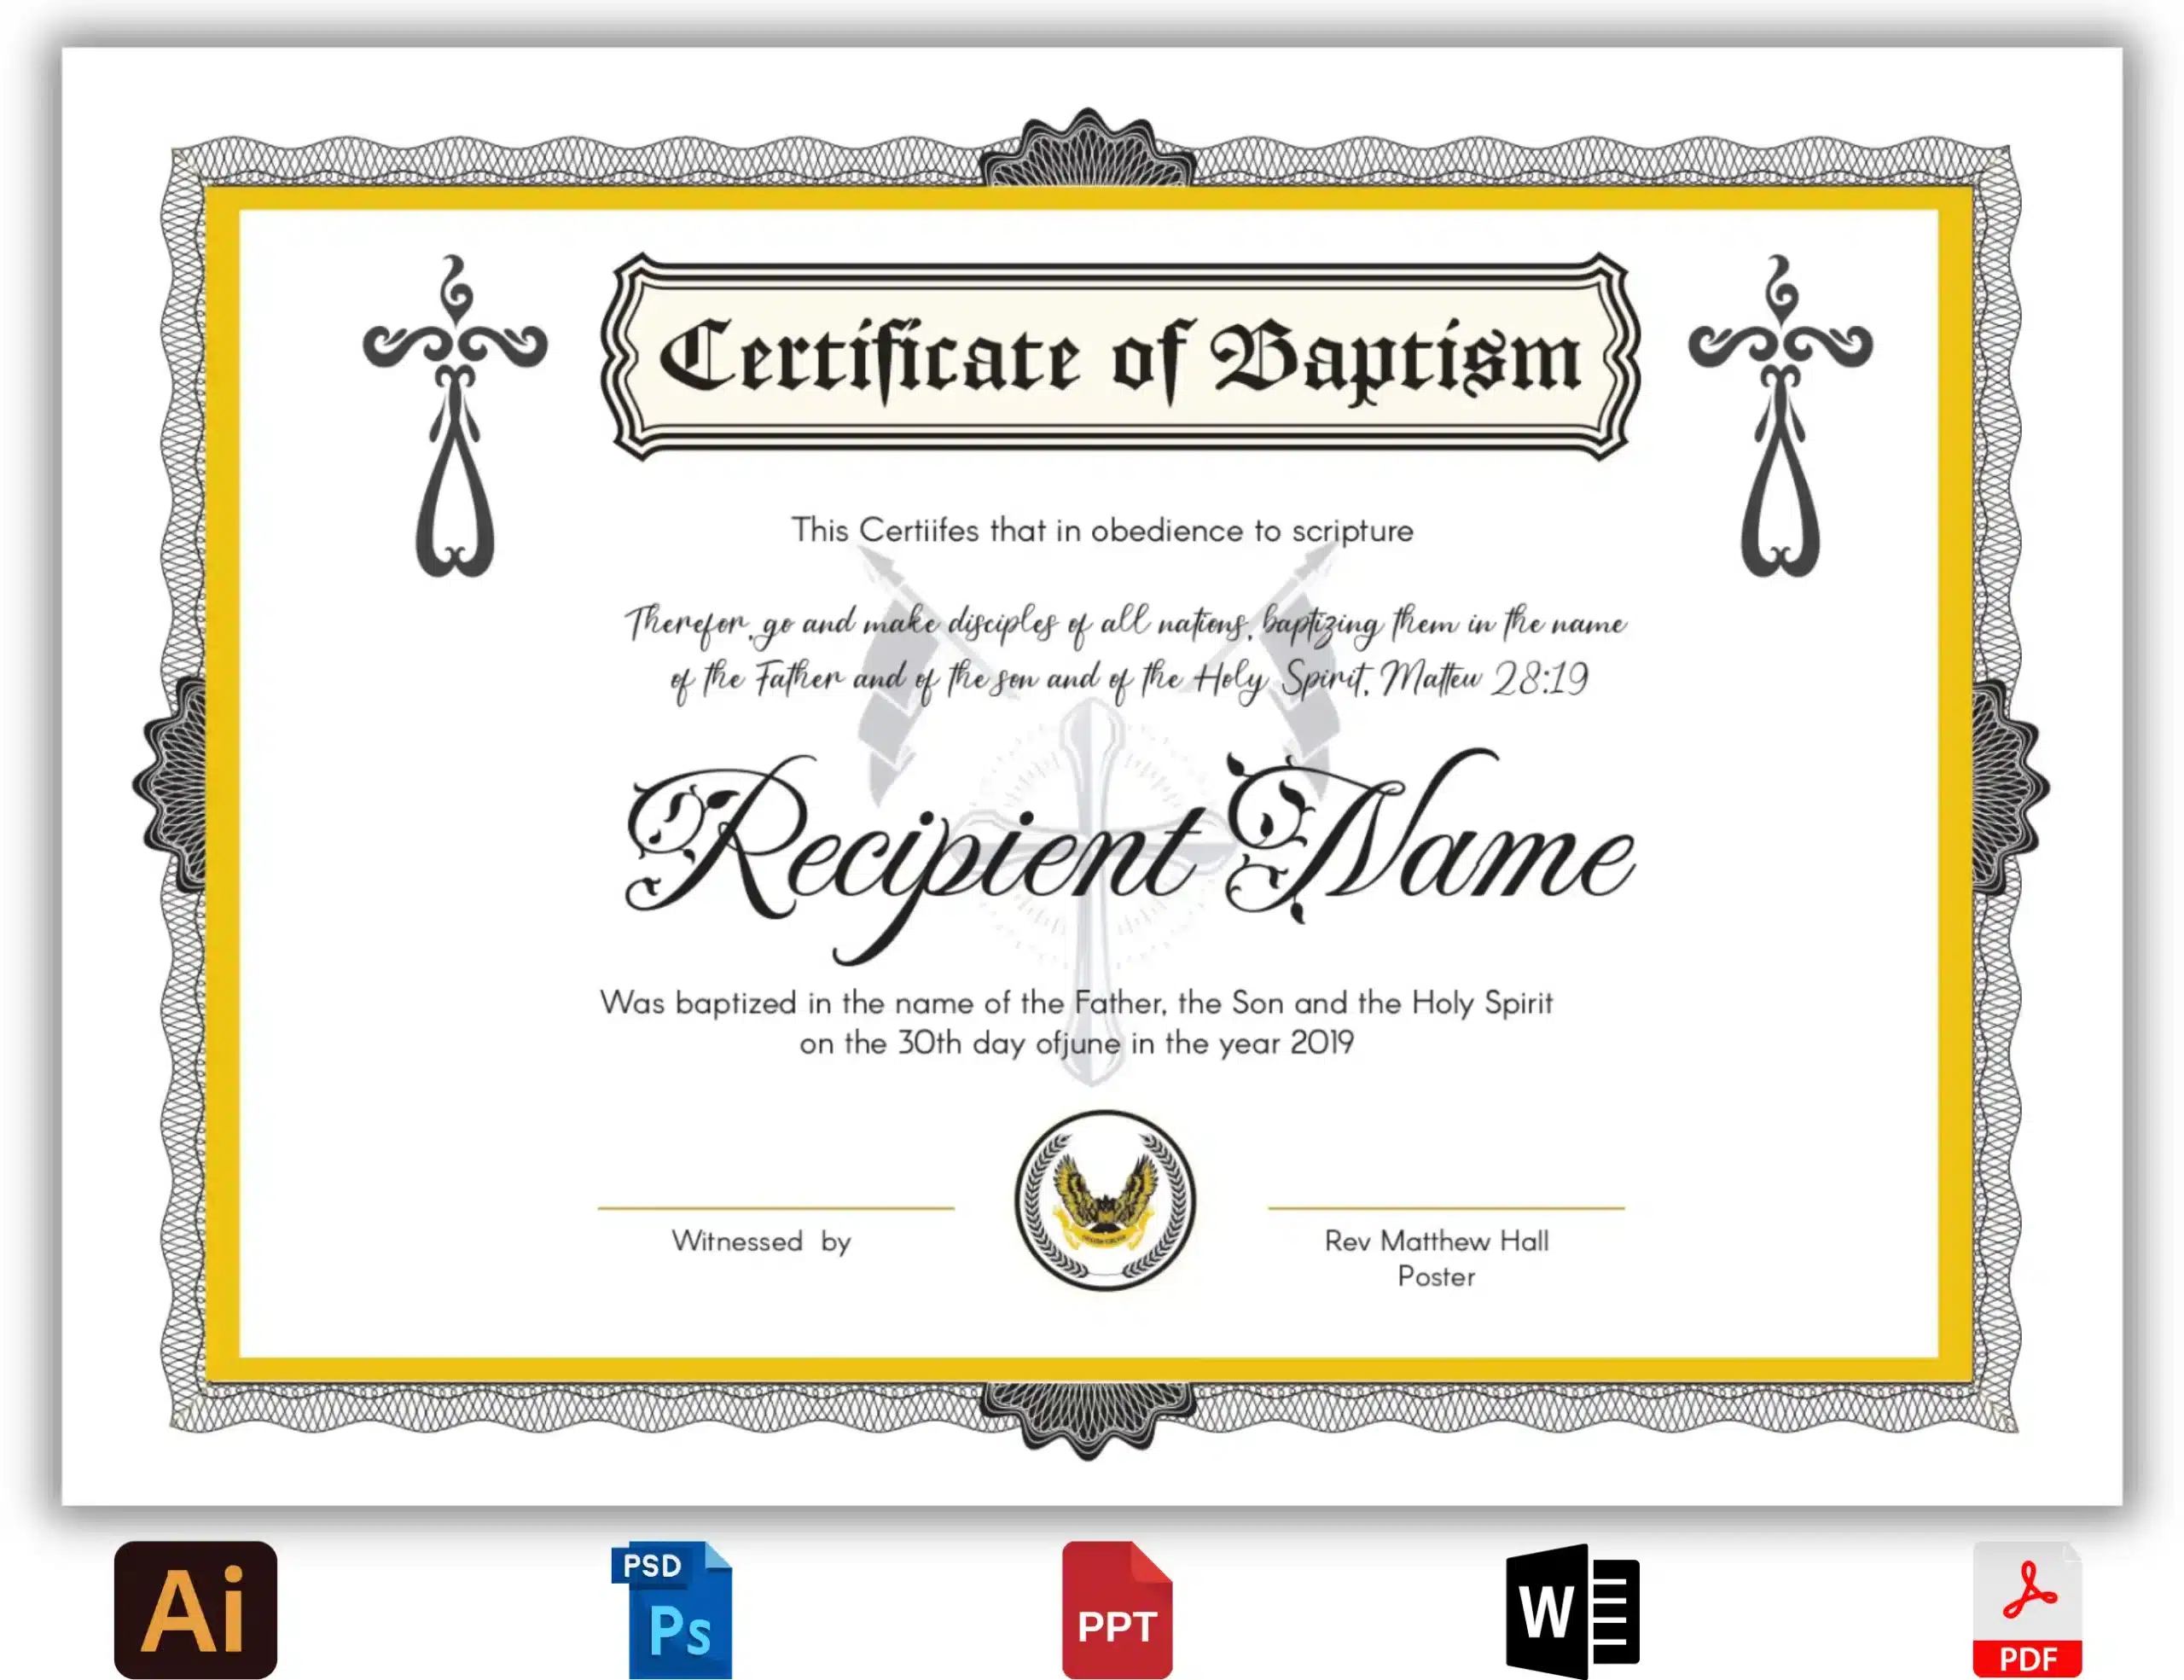 Certificate of Baptism
This Certiifes that in obedience to scripture
Therefor, go and make disciples of all nations, baptizing them in the name
of the Father and of the son and of the Holy Spirit, Mattew 28:19
Recipient Name
Was baptized in the name of the Father, the Son and the Holy Spirit
on the 30th day ofjune in the year 2019
Witnessed by
Rev Matthew Hall
Poster
Ai
PSD
Ps
PPT
W
PDF